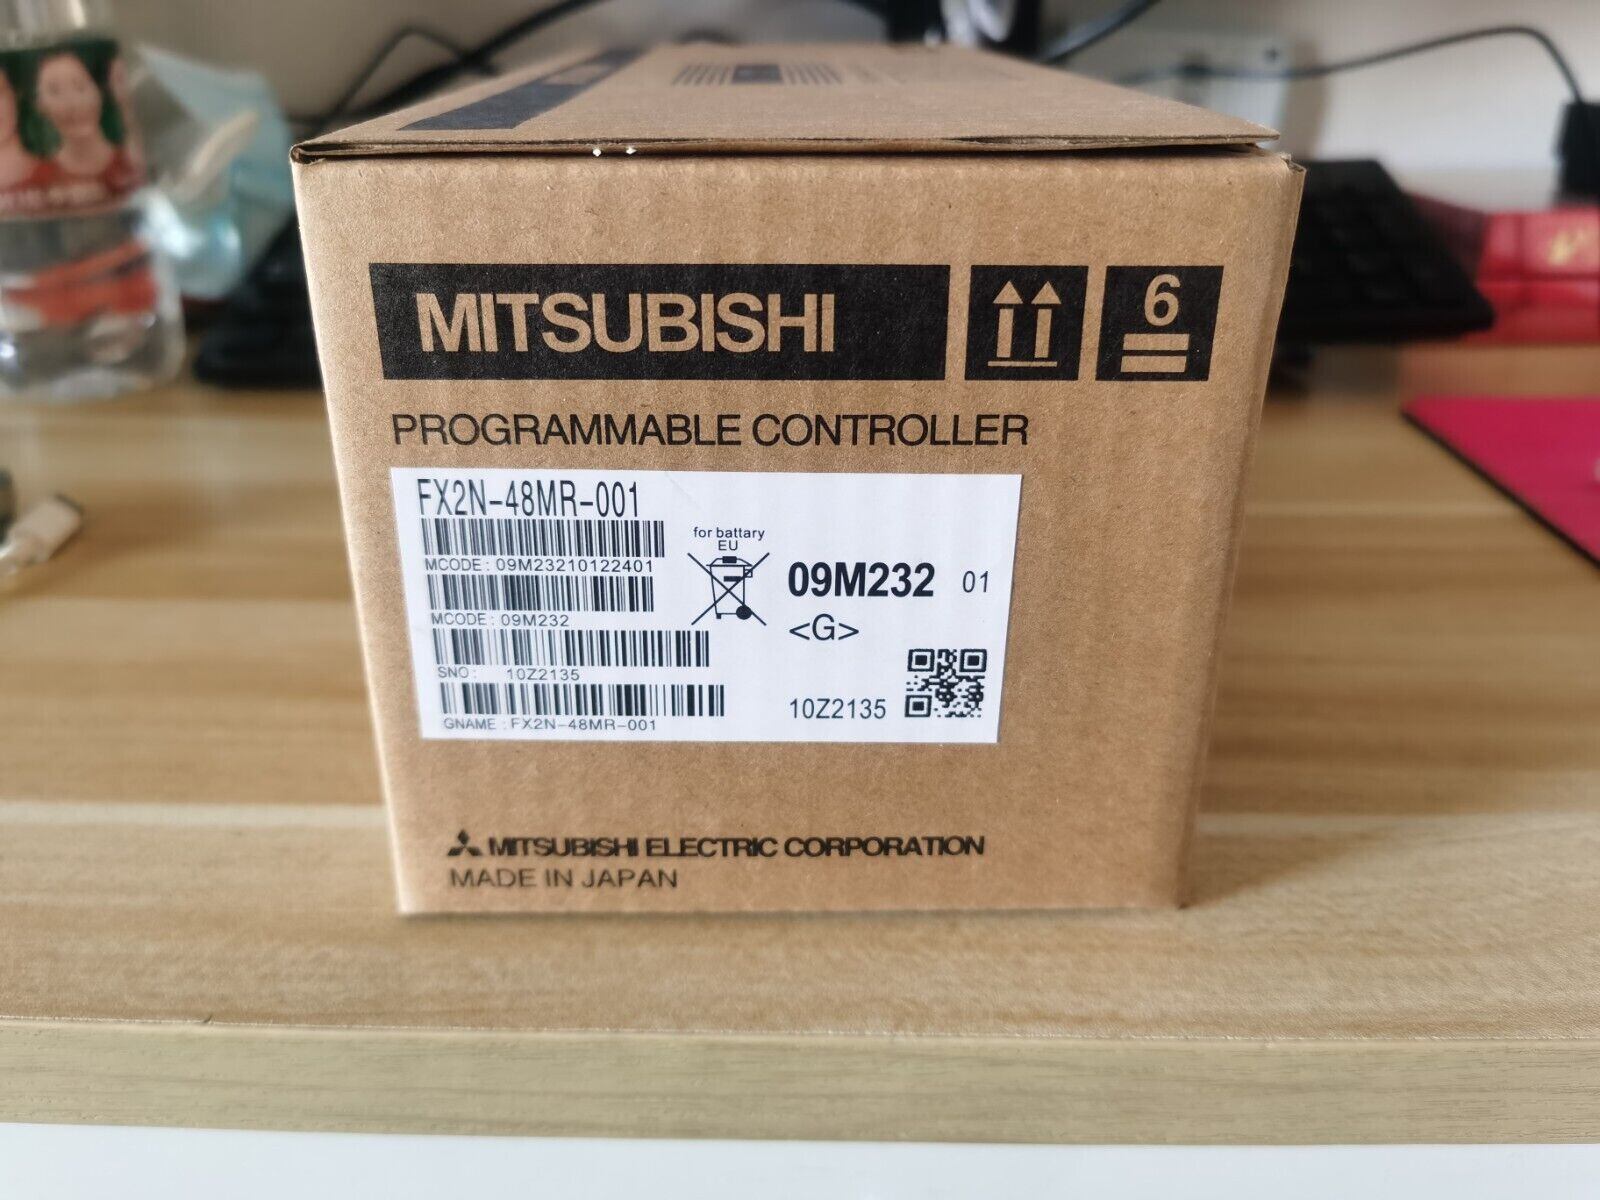 MITSUBISHI
6
PROGRAMMABLE CONTROLLER
FX2N-48MR-001
MCODE: 09M23210122401
MCODE: 09M232
SNO: 10Z2135
GNAME: FX2N-48MR-001
for battary
EU
09M232 01
<G>
10Z2135
MITSUBISHI ELECTRIC CORPORATION
MADE IN JAPAN